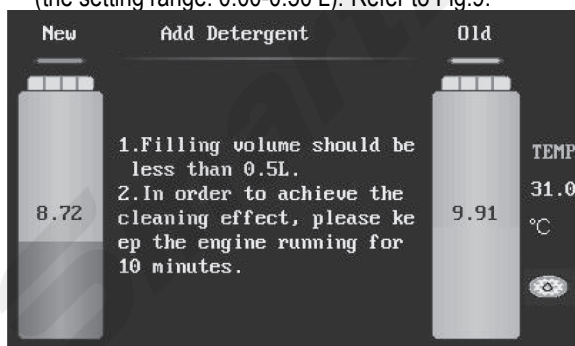 (the setting range: 0.00-0.50 L). Refer to Fig.9.
New Add Detergent Old
1.Filling volume should be
less than 0.5L.
2.In order to achieve the
cleaning effect, please ke
ep the engine running for
10 minutes.
8.72
9.91
TEMP
31.0
°C